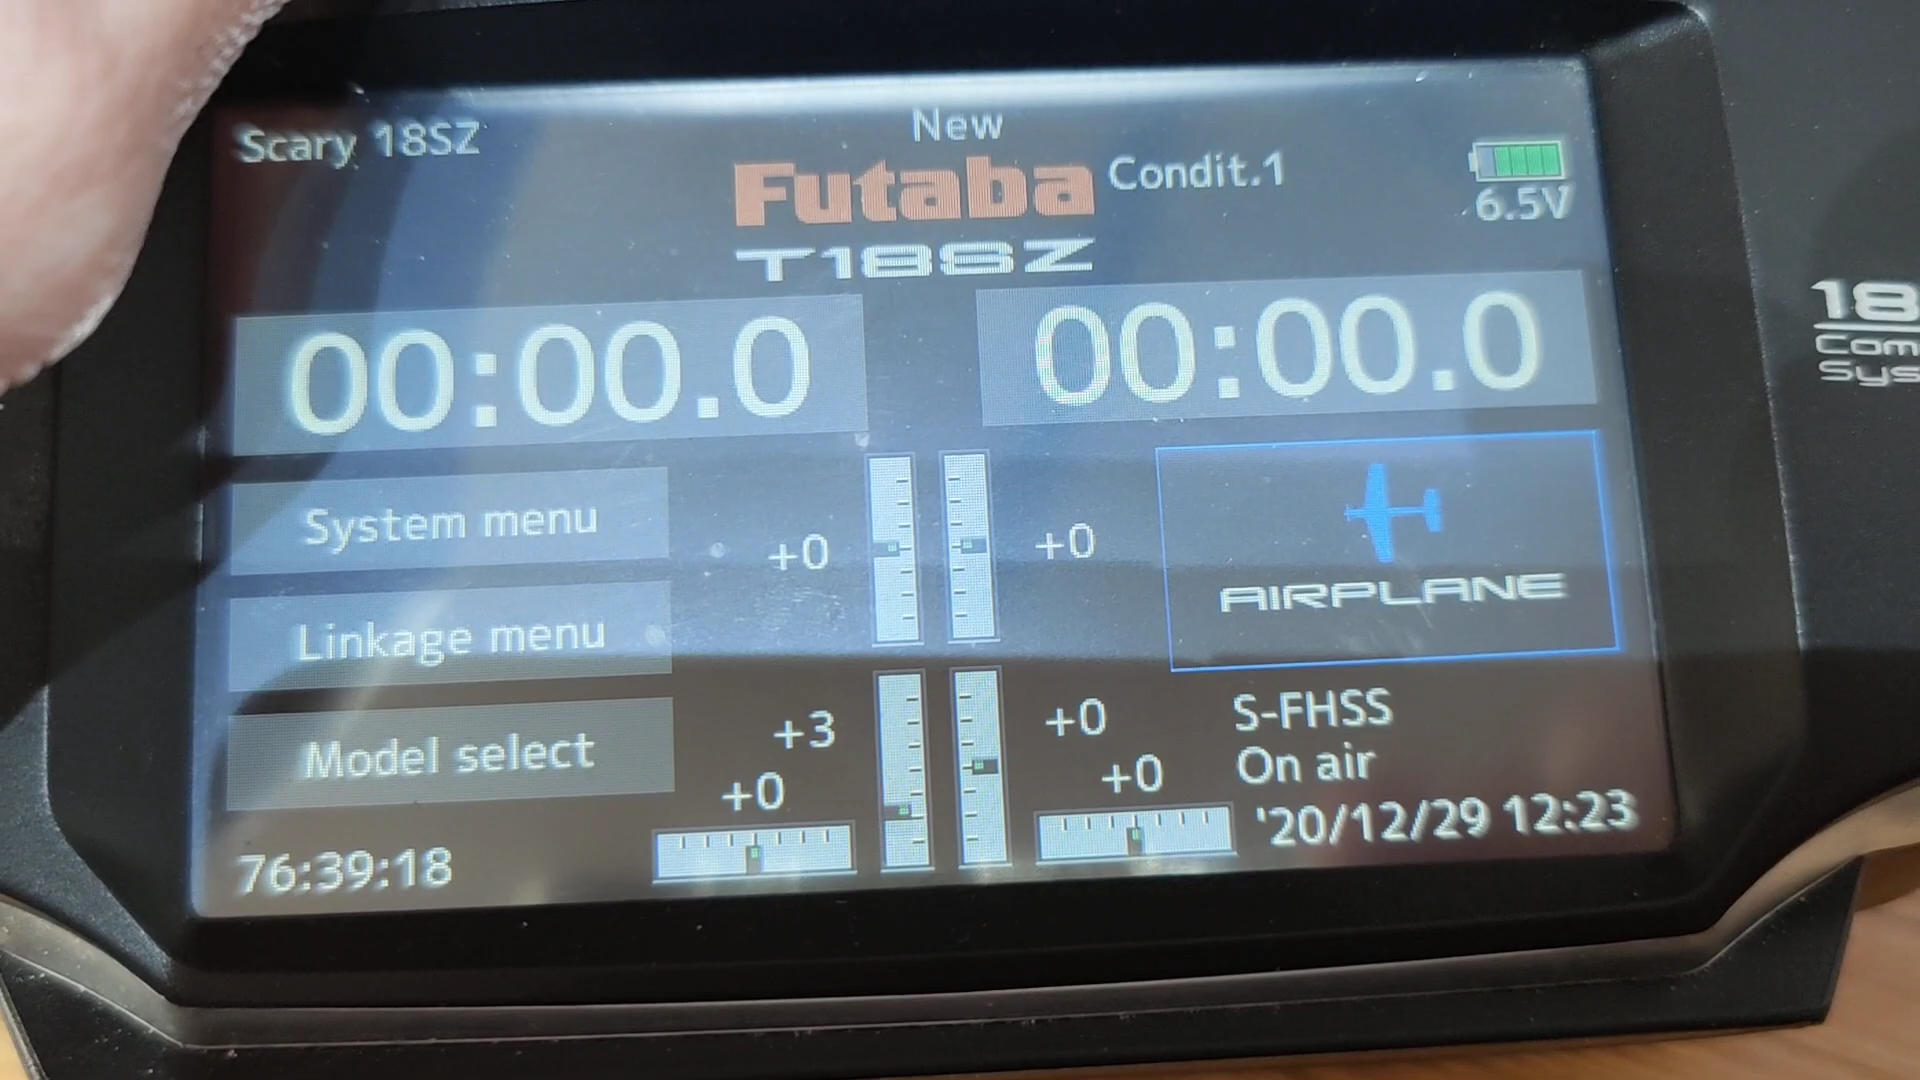 Scary 18SZ
New
Futaba
Condit.1
6.5V
T18SZ
00:00.0
00:00.0
System menu
+0
+0
AIRPLANE
Linkage menu
Model select
+3
+0
+0
+0
S-FHSS
On air
'20/12/29 12:23
76:39:18
18